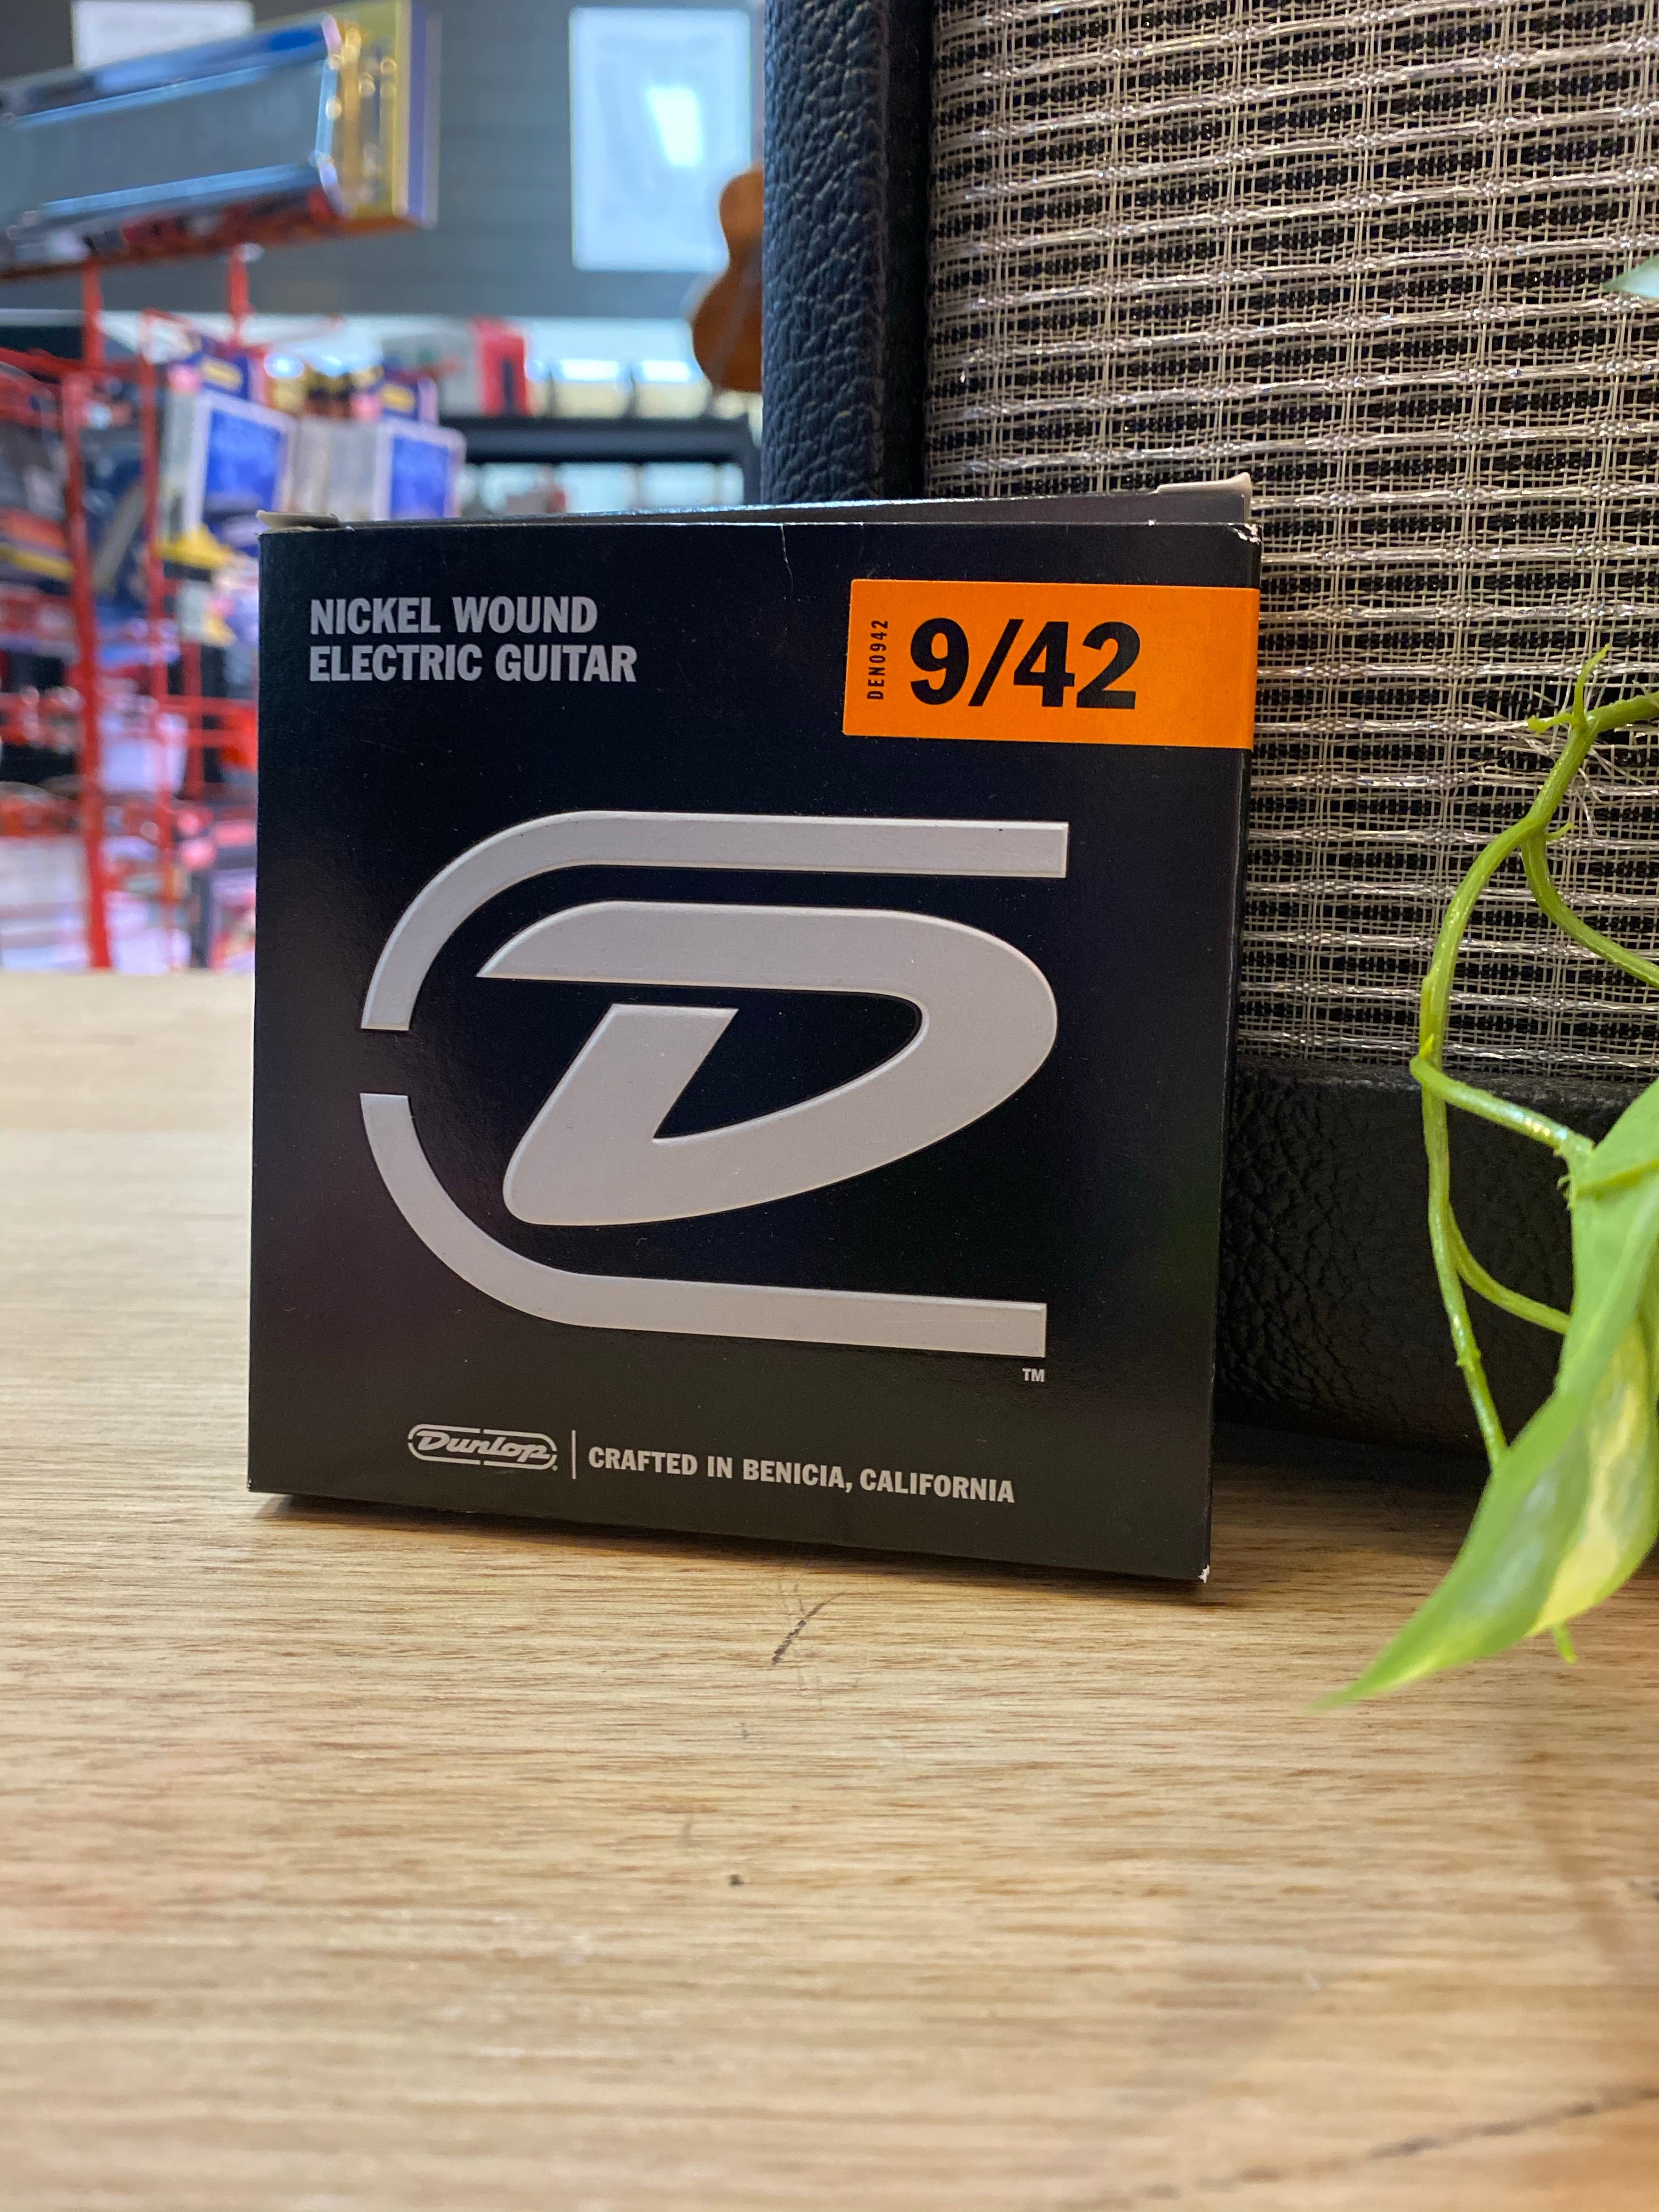 NICKEL WOUND
ELECTRIC GUITAR
DEN0942
9/42
D
TM
Dunlop
CRAFTED IN BENICIA, CALIFORNIA